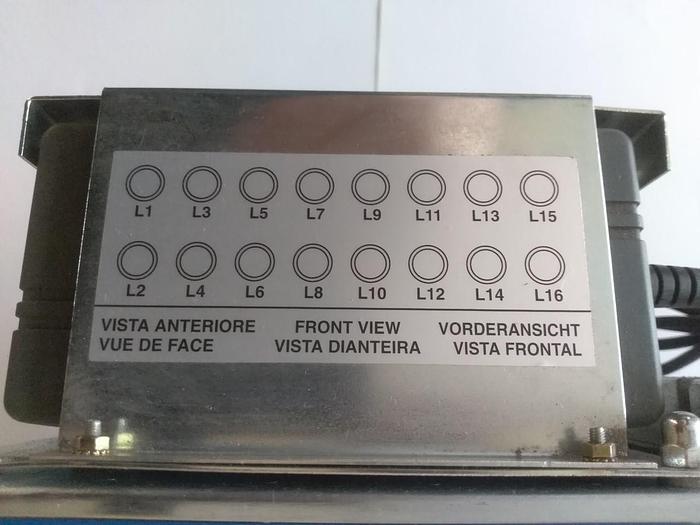 L1 L3 L5 L7 L9 L11 L13 L15
L2 L4 L6 L8 L10 L12 L14 L16
VISTA ANTERIORE FRONT VIEW VORDERANSICHT
VUE DE FACE VISTA DIANTEIRA VISTA FRONTAL